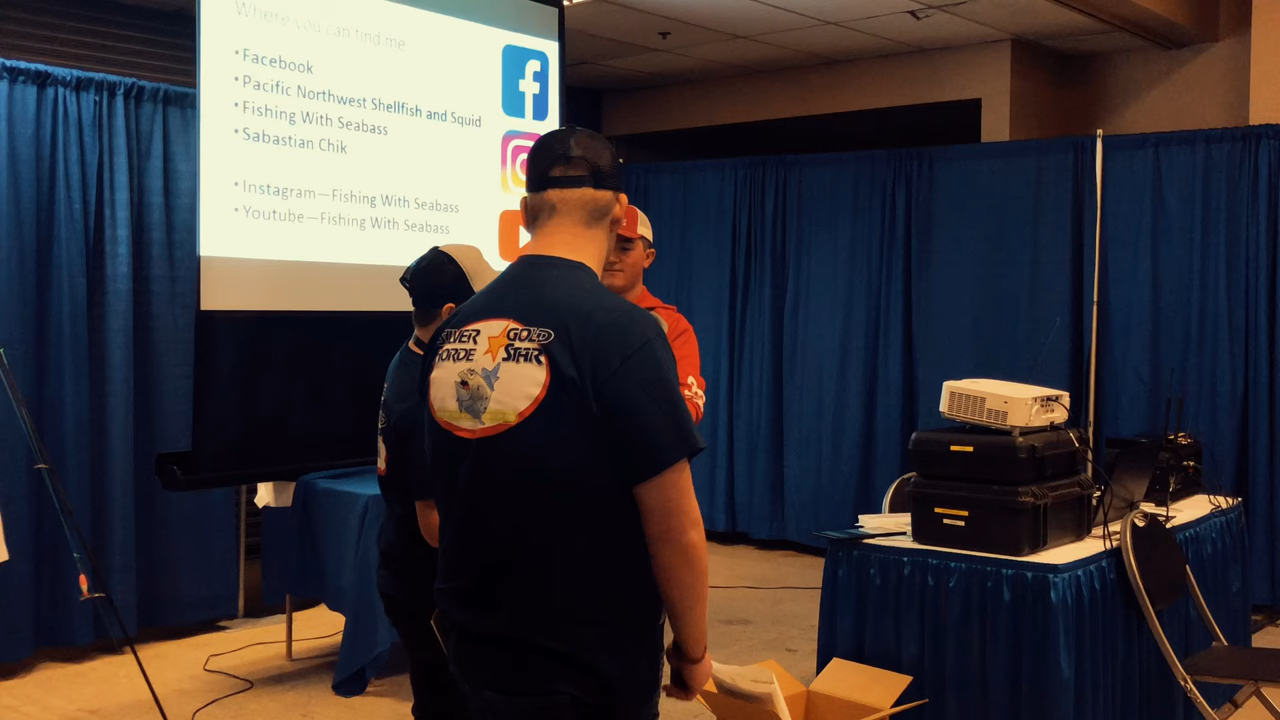 Where you can find me
• Facebook
• Pacific Northwest Shellfish and Squid
• Fishing With Seabass
• Sabastian Chik
• Instagram—Fishing With Seabass
• Youtube—Fishing With Seabass
SILVER GOLD
HORDE STAR